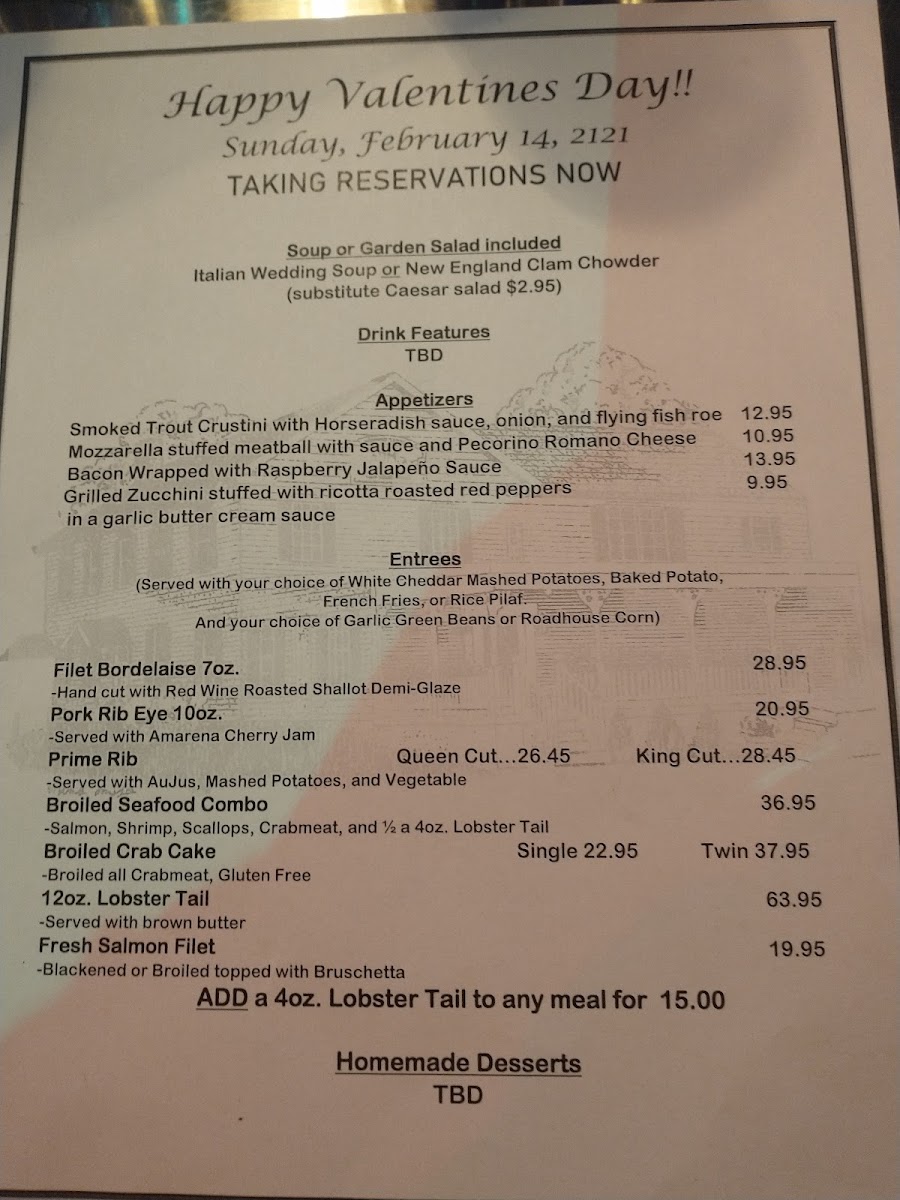 Happy Valentines Day!!
Sunday, February 14, 2121
TAKING RESERVATIONS NOW
Soup or Garden Salad included
Italian Wedding Soup or New England Clam Chowder
(substitute Caesar salad $2.95)
Drink Features
TBD
Appetizers
Smoked Trout Crustini with Horseradish sauce, onion, and flying fish roe 12.95
Mozzarella stuffed meatball with sauce and Pecorino Romano Cheese 10.95
Bacon Wrapped with Raspberry Jalapeño Sauce 13.95
Grilled Zucchini stuffed with ricotta roasted red peppers 9.95
in a garlic butter cream sauce
Entrees
(Served with your choice of White Cheddar Mashed Potatoes, Baked Potato,
French Fries, or Rice Pilaf.
And your choice of Garlic Green Beans or Roadhouse Corn)
Filet Bordelaise 7oz. 28.95
-Hand cut with Red Wine Roasted Shallot Demi-Glaze
Pork Rib Eye 10oz. 20.95
-Served with Amarena Cherry Jam
Prime Rib Queen Cut...26.45 King Cut...28.45
-Served with AuJus, Mashed Potatoes, and Vegetable
Broiled Seafood Combo 36.95
-Salmon, Shrimp, Scallops, Crabmeat, and ½ a 4oz. Lobster Tail
Broiled Crab Cake Single 22.95 Twin 37.95
-Broiled all Crabmeat, Gluten Free
12oz. Lobster Tail 63.95
-Served with brown butter
Fresh Salmon Filet 19.95
-Blackened or Broiled topped with Bruschetta
ADD a 4oz. Lobster Tail to any meal for 15.00
Homemade Desserts
TBD